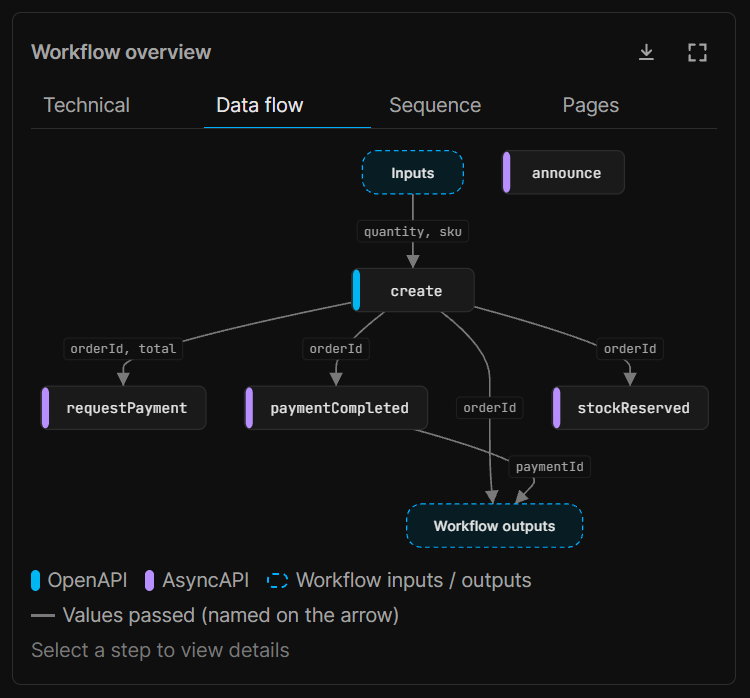 Workflow overview
Technical
Data flow
Sequence
Pages
Inputs
announce
quantity, sku
create
orderId, total
orderId
orderId
requestPayment
paymentCompleted
orderId
stockReserved
paymentId
Workflow outputs
OpenAPI
AsyncAPI
Workflow inputs / outputs
Values passed (named on the arrow)
Select a step to view details